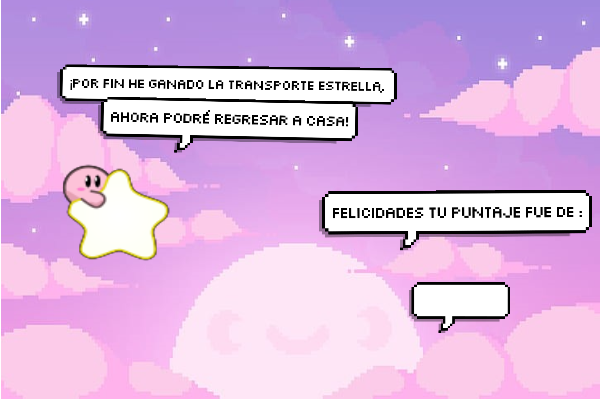 ¡POR FIN HE GANADO LA TRANSPORTE ESTRELLA,
AHORA PODRÉ REGRESAR A CASA!
FELICIDADES TU PUNTAJE FUE DE :